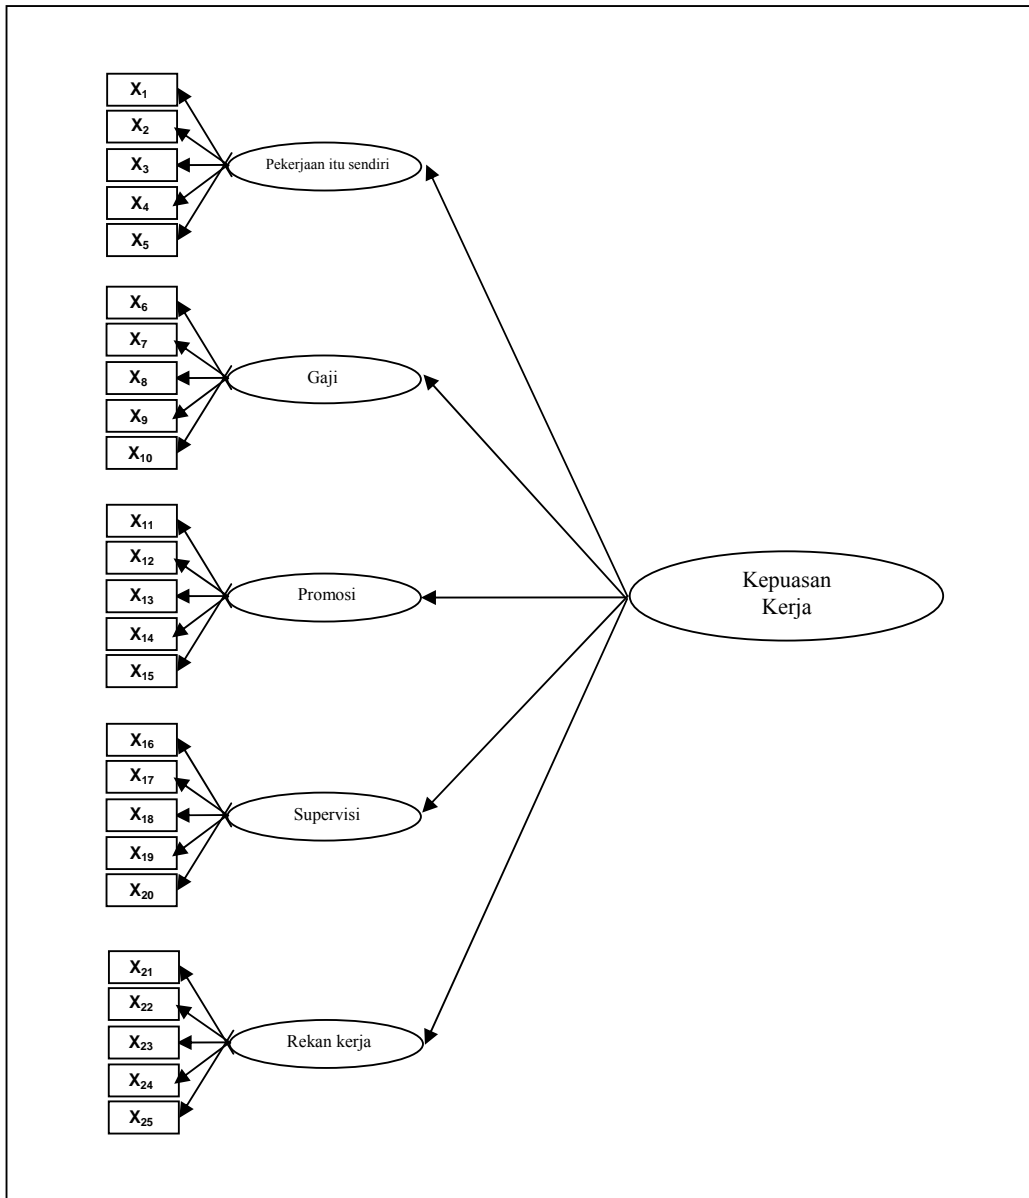 X₁
X₂
X₃
X₄
X₅
Pekerjaan itu sendiri
X₆
X₇
X₈
X₉
X₁₀
Gaji
X₁₁
X₁₂
X₁₃
X₁₄
X₁₅
Promosi
Kepuasan
Kerja
X₁₆
X₁₇
X₁₈
X₁₉
X₂₀
Supervisi
X₂₁
X₂₂
X₂₃
X₂₄
X₂₅
Rekan kerja